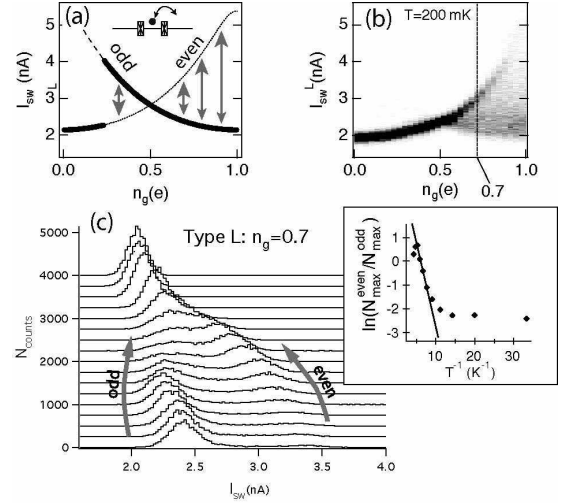 (a)
I_sw^L (nA)
5
4
3
2
odd
even
0.0
0.5
1.0
n_g(e)
(b)
T=200 mK
I_sw^L (nA)
5
4
3
2
0.0
0.5
1.0
n_g(e)
0.7
(c)
Type L: n_g=0.7
N_counts
5000
4000
3000
2000
1000
0
odd
even
2.0
2.5
3.0
3.5
4.0
I_sw(nA)
ln(N_max^even/N_max^odd)
1
0
-1
-2
-3
0
10
20
30
T^-1 (K^-1)